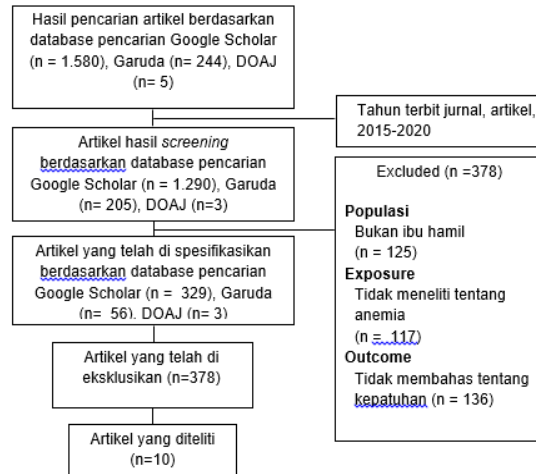 Hasil pencarian artikel berdasarkan
database pencarian Google Scholar
(n = 1.580), Garuda (n= 244), DOAJ
(n= 5)
Tahun terbit jurnal, artikel,
2015-2020
Artikel hasil screening
berdasarkan database pencarian
Google Scholar (n = 1.290), Garuda
(n= 205), DOAJ (n=3)
Excluded (n =378)
Populasi
Bukan ibu hamil
(n = 125)
Exposure
Tidak meneliti tentang
anemia
(n = 117)
Outcome
Tidak membahas tentang
kepatuhan (n = 136)
Artikel yang telah di spesifikasikan
berdasarkan database pencarian
Google Scholar (n = 329), Garuda
(n= 56). DOAJ (n= 3)
Artikel yang telah di
eksklusikan (n=378)
Artikel yang diteliti
(n=10)